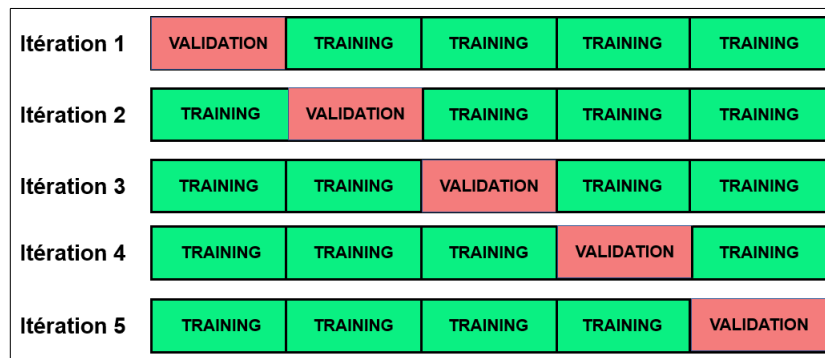 Itération 1 VALIDATION TRAINING TRAINING TRAINING TRAINING
Itération 2 TRAINING VALIDATION TRAINING TRAINING TRAINING
Itération 3 TRAINING TRAINING VALIDATION TRAINING TRAINING
Itération 4 TRAINING TRAINING TRAINING VALIDATION TRAINING
Itération 5 TRAINING TRAINING TRAINING TRAINING VALIDATION